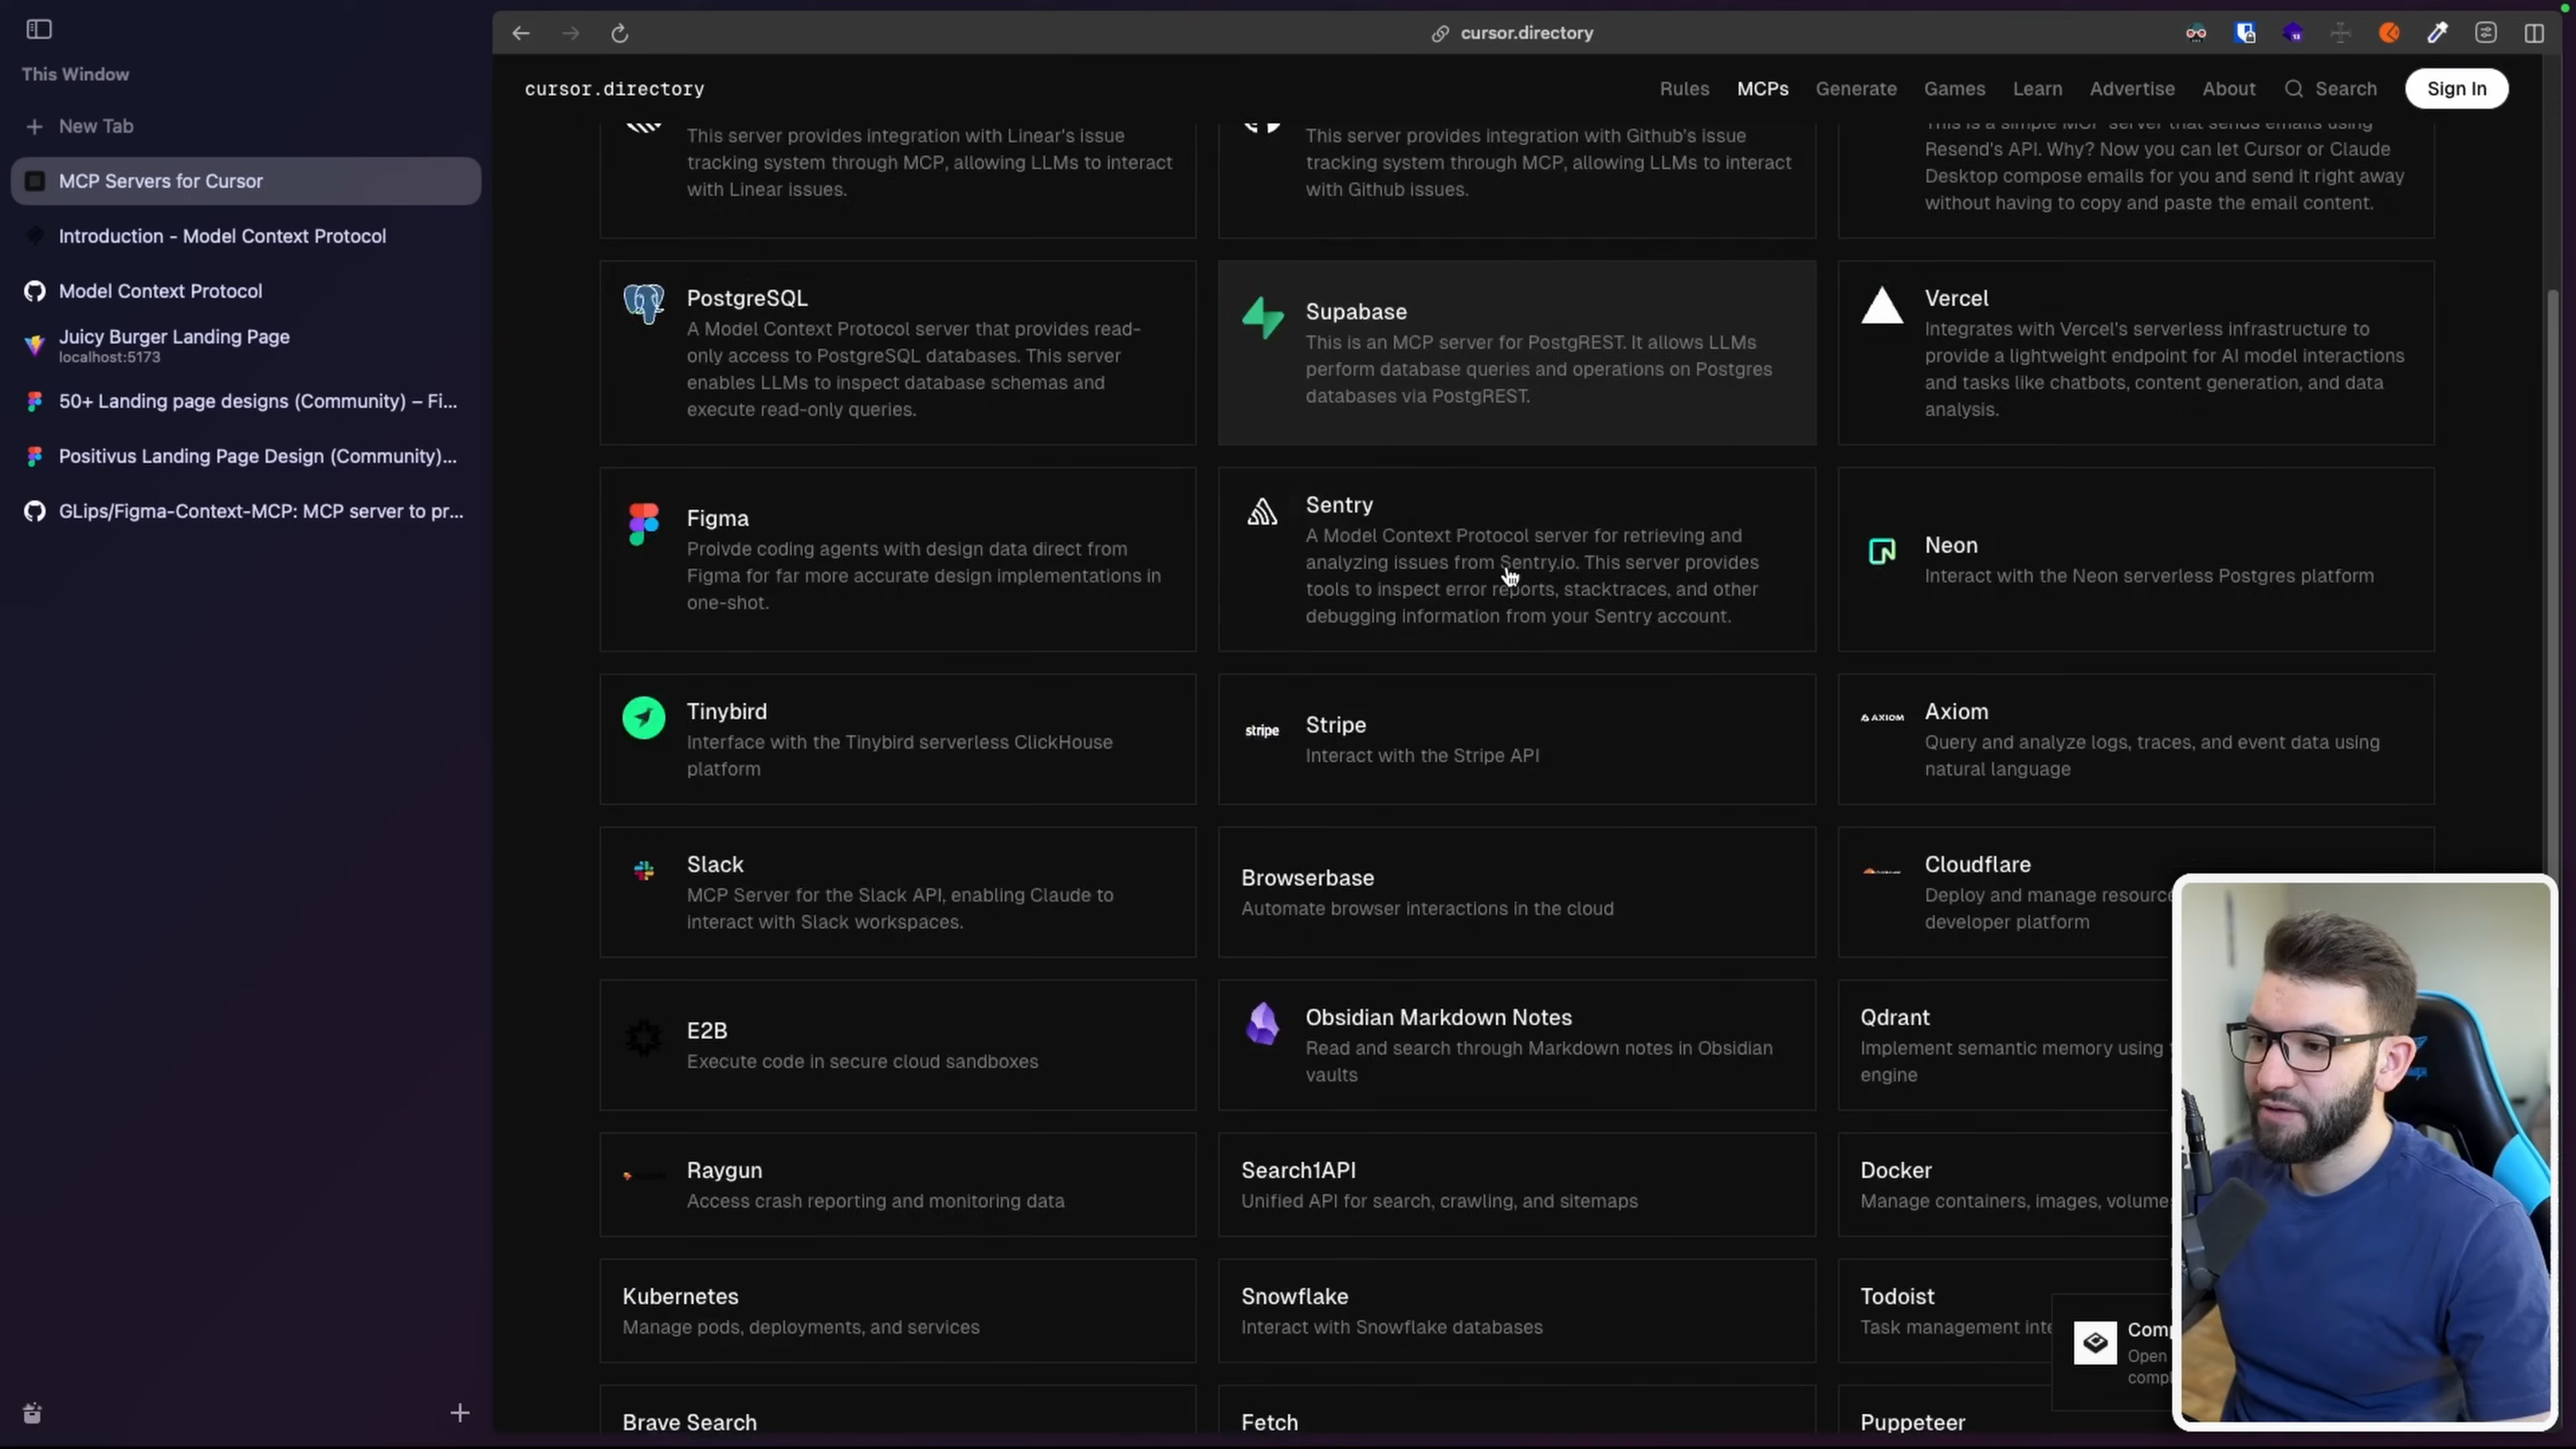 This Window
New Tab
MCP Servers for Cursor
Introduction - Model Context Protocol
Model Context Protocol
Juicy Burger Landing Page
localhost:5173
50+ Landing page designs (Community) – Fi...
Positivus Landing Page Design (Community)...
GLips/Figma-Context-MCP: MCP server to pr...
cursor.directory
cursor.directory
Rules
MCPs
Generate
Games
Learn
Advertise
About
Search
Sign In
This server provides integration with Linear's issue
tracking system through MCP, allowing LLMs to interact
with Linear issues.
This server provides integration with Github's issue
tracking system through MCP, allowing LLMs to interact
with Github issues.
This is a simple MCP server that sends emails using
Resend's API. Why? Now you can let Cursor or Claude
Desktop compose emails for you and send it right away
without having to copy and paste the email content.
PostgreSQL
A Model Context Protocol server that provides read-
only access to PostgreSQL databases. This server
enables LLMs to inspect database schemas and
execute read-only queries.
Supabase
This is an MCP server for PostgREST. It allows LLMs
perform database queries and operations on Postgres
databases via PostgREST.
Vercel
Integrates with Vercel's serverless infrastructure to
provide a lightweight endpoint for AI model interactions
and tasks like chatbots, content generation, and data
analysis.
Figma
Proivde coding agents with design data direct from
Figma for far more accurate design implementations in
one-shot.
Sentry
A Model Context Protocol server for retrieving and
analyzing issues from Sentry.io. This server provides
tools to inspect error reports, stacktraces, and other
debugging information from your Sentry account.
Neon
Interact with the Neon serverless Postgres platform
Tinybird
Interface with the Tinybird serverless ClickHouse
platform
stripe
Stripe
Interact with the Stripe API
AXIOM
Axiom
Query and analyze logs, traces, and event data using
natural language
Slack
MCP Server for the Slack API, enabling Claude to
interact with Slack workspaces.
Browserbase
Automate browser interactions in the cloud
Cloudflare
Deploy and manage resourc
developer platform
E2B
Execute code in secure cloud sandboxes
Obsidian Markdown Notes
Read and search through Markdown notes in Obsidian
vaults
Qdrant
Implement semantic memory using
engine
Raygun
Access crash reporting and monitoring data
Search1API
Unified API for search, crawling, and sitemaps
Docker
Manage containers, images, volume
Kubernetes
Manage pods, deployments, and services
Snowflake
Interact with Snowflake databases
Todoist
Task management inte
Comp
Open
compl
Brave Search
Fetch
Puppeteer